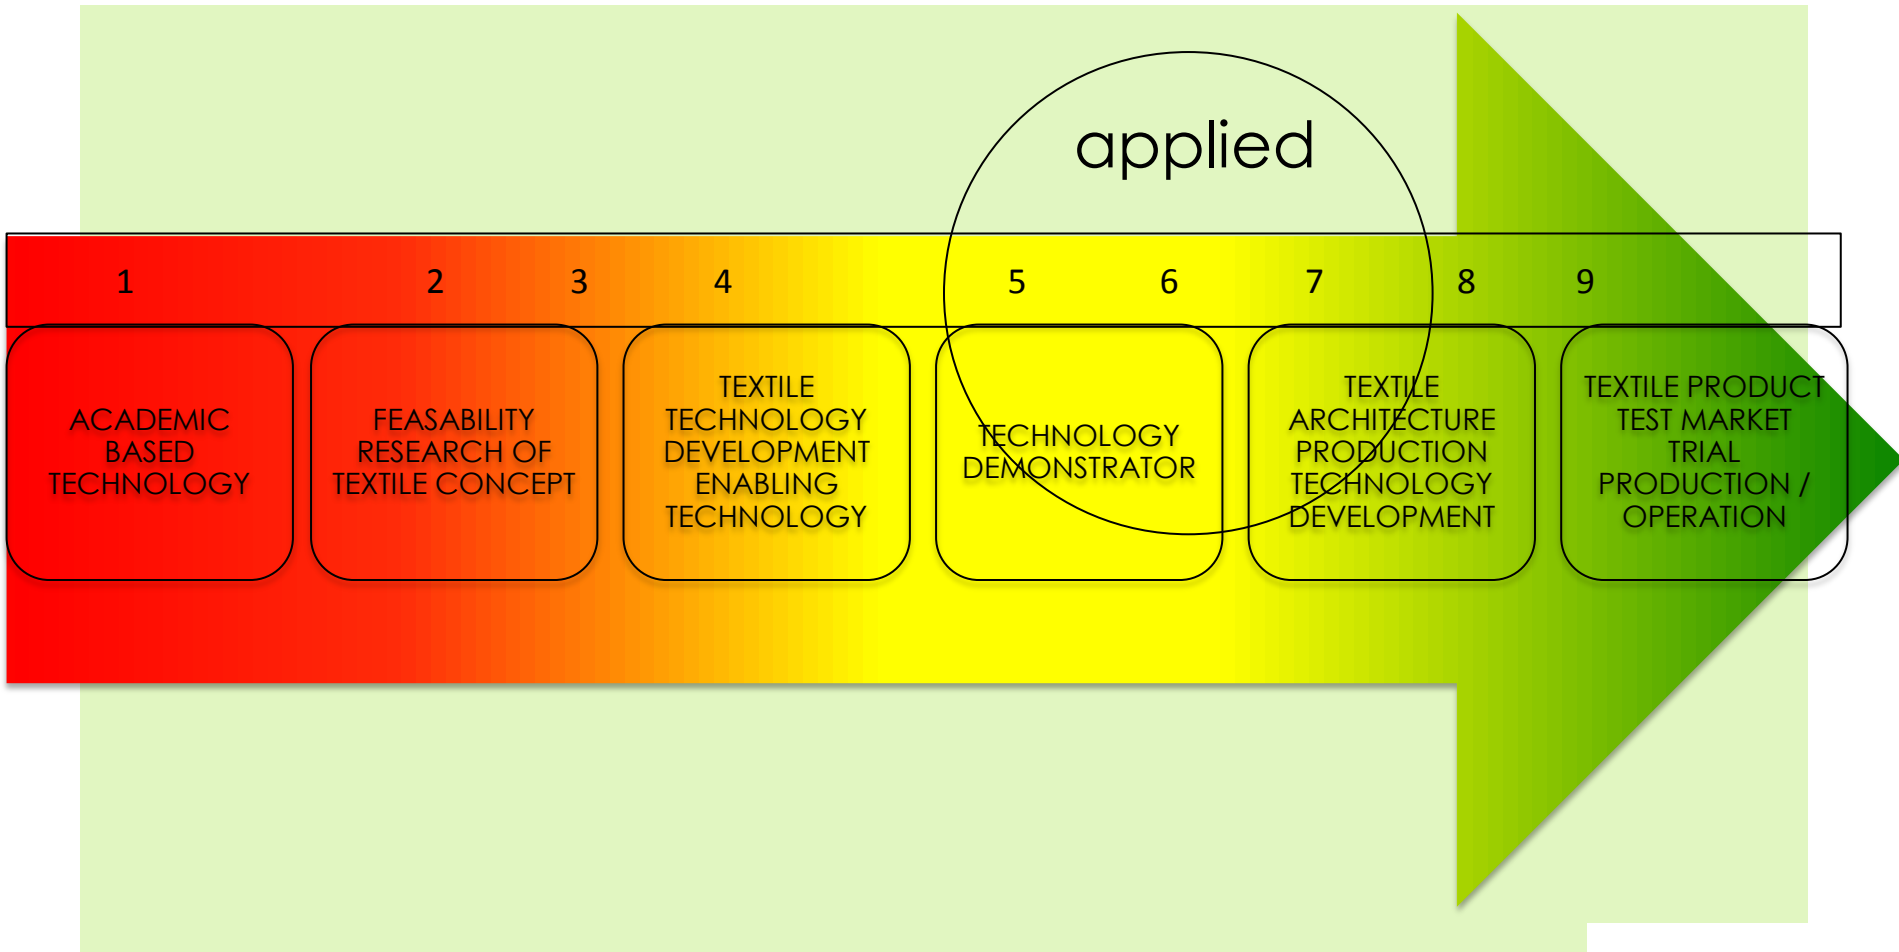 applied
1 2 3 4 5 6 7 8 9
ACADEMIC
BASED
TECHNOLOGY
FEASABILITY
RESEARCH OF
TEXTILE CONCEPT
TEXTILE
TECHNOLOGY
DEVELOPMENT
ENABLING
TECHNOLOGY
TECHNOLOGY
DEMONSTRATOR
TEXTILE
ARCHITECTURE
PRODUCTION
TECHNOLOGY
DEVELOPMENT
TEXTILE PRODUCT
TEST MARKET
TRIAL
PRODUCTION /
OPERATION